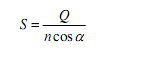 S = Q / (n cos α)